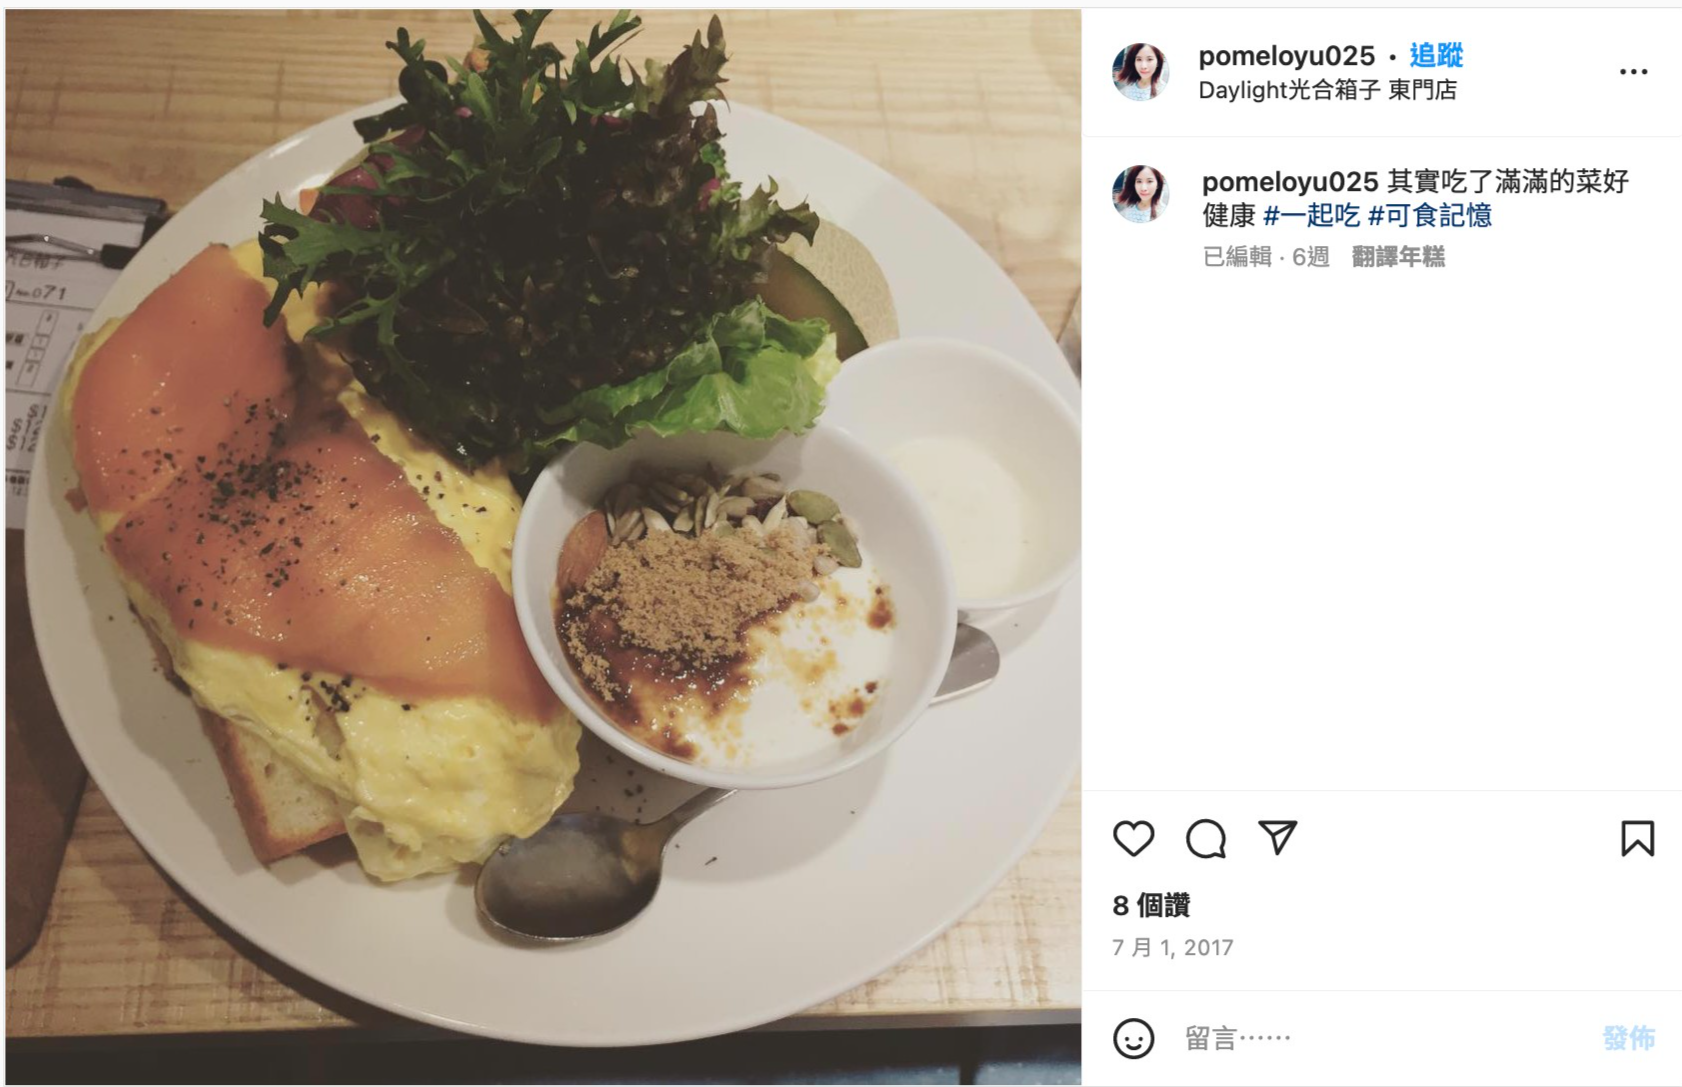 pomeloyu025 • 追蹤
Daylight光合箱子 東門店
pomeloyu025 其實吃了滿滿的菜好
健康 #一起吃 #可食記憶
已編輯 · 6週 翻譯年糕
No.071
8 個讚
7 月 1, 2017
留言……
發佈